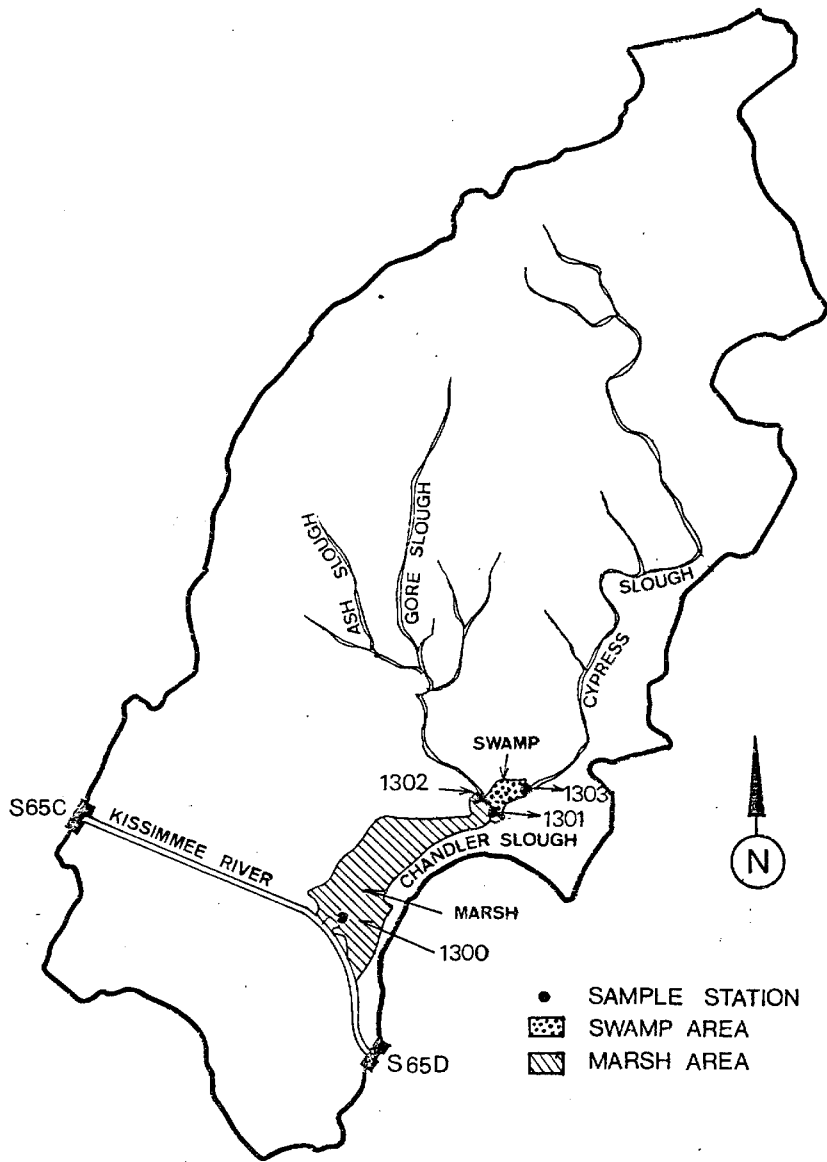 ASH SLOUGH
GORE SLOUGH
SLOUGH
CYPRESS
SWAMP
1302
1303
1301
S65C
KISSIMMEE RIVER
CHANDLER SLOUGH
MARSH
1300
N
S65D
SAMPLE STATION
SWAMP AREA
MARSH AREA